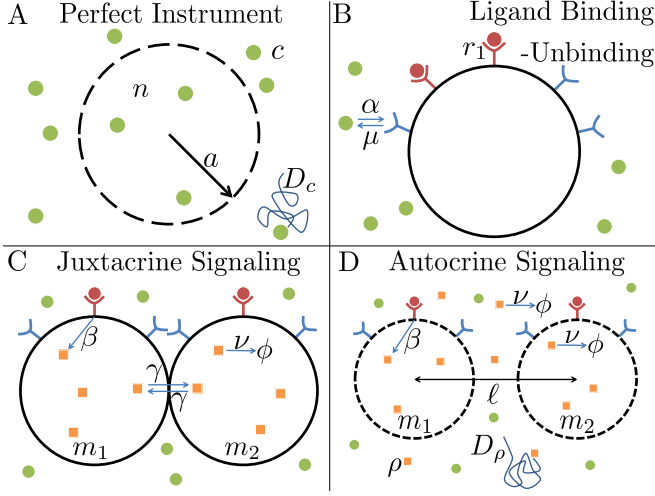 A Perfect Instrument
c
n
a
D_c
B Ligand Binding
-Unbinding
r_1
α
μ
C Juxtacrine Signaling
β
ν
ϕ
γ
γ
m_1
m_2
D Autocrine Signaling
ν
ϕ
β
ν
ϕ
ℓ
m_1
m_2
D_ρ
ρ